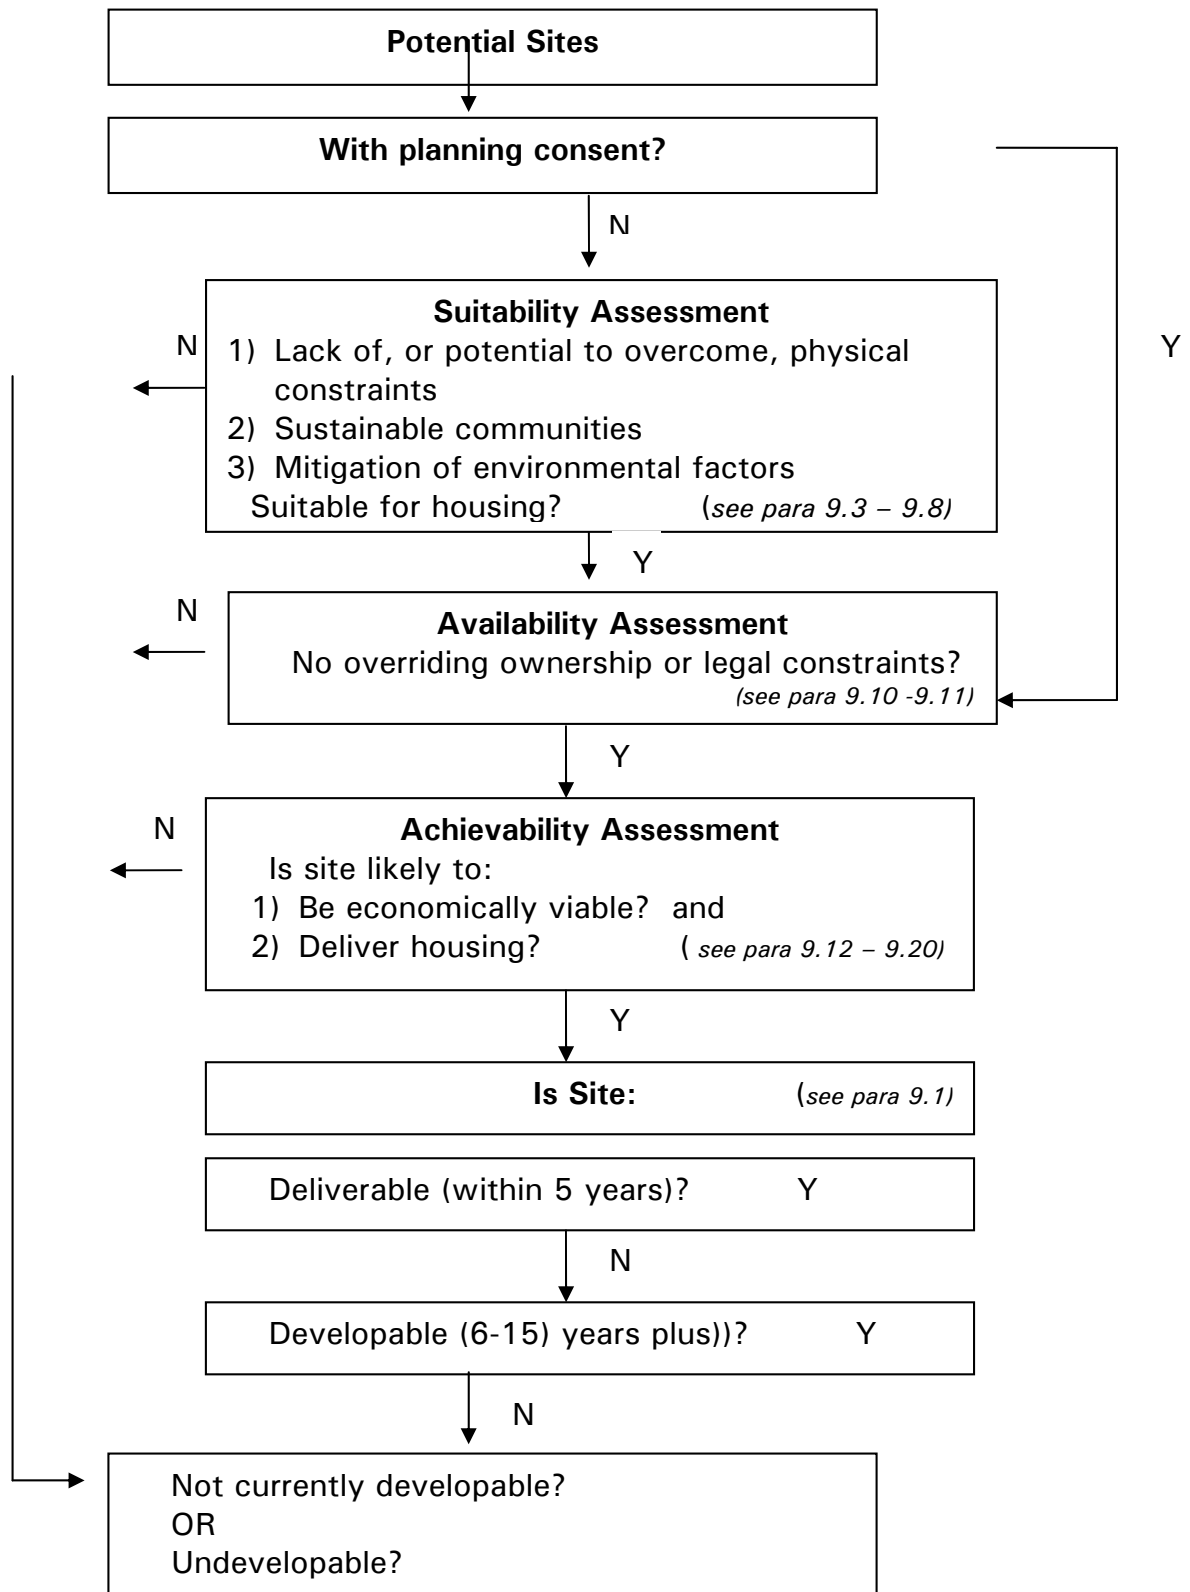 Potential Sites
With planning consent?
N
Y
Suitability Assessment
N
1) Lack of, or potential to overcome, physical
constraints
2) Sustainable communities
3) Mitigation of environmental factors
Suitable for housing? (see para 9.3 – 9.8)
Y
N
Availability Assessment
No overriding ownership or legal constraints?
(see para 9.10 -9.11)
Y
N
Achievability Assessment
Is site likely to:
1) Be economically viable? and
2) Deliver housing? ( see para 9.12 – 9.20)
Y
Is Site: (see para 9.1)
Deliverable (within 5 years)? Y
N
Developable (6-15) years plus))? Y
N
Not currently developable?
OR
Undevelopable?